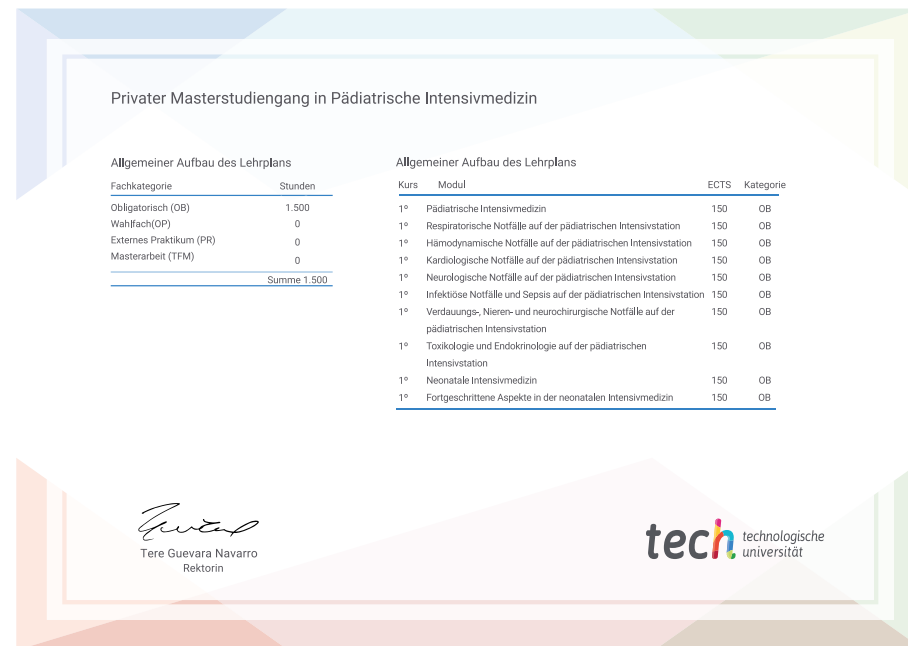 Privater Masterstudiengang in Pädiatrische Intensivmedizin
Allgemeiner Aufbau des Lehrplans
Fachkategorie Stunden
Obligatorisch (OB) 1.500
Wahlfach(OP) 0
Externes Praktikum (PR) 0
Masterarbeit (TFM) 0
Summe 1.500
Allgemeiner Aufbau des Lehrplans
Kurs Modul ECTS Kategorie
1º Pädiatrische Intensivmedizin 150 OB
1º Respiratorische Notfälle auf der pädiatrischen Intensivstation 150 OB
1º Hämodynamische Notfälle auf der pädiatrischen Intensivstation 150 OB
1º Kardiologische Notfälle auf der pädiatrischen Intensivstation 150 OB
1º Neurologische Notfälle auf der pädiatrischen Intensivstation 150 OB
1º Infektiöse Notfälle und Sepsis auf der pädiatrischen Intensivstation 150 OB
1º Verdauungs-, Nieren- und neurochirurgische Notfälle auf der 150 OB
pädiatrischen Intensivstation
1º Toxikologie und Endokrinologie auf der pädiatrischen 150 OB
Intensivstation
1º Neonatale Intensivmedizin 150 OB
1º Fortgeschrittene Aspekte in der neonatalen Intensivmedizin 150 OB
Tere Guevara Navarro
Rektorin
tech technologische
universität